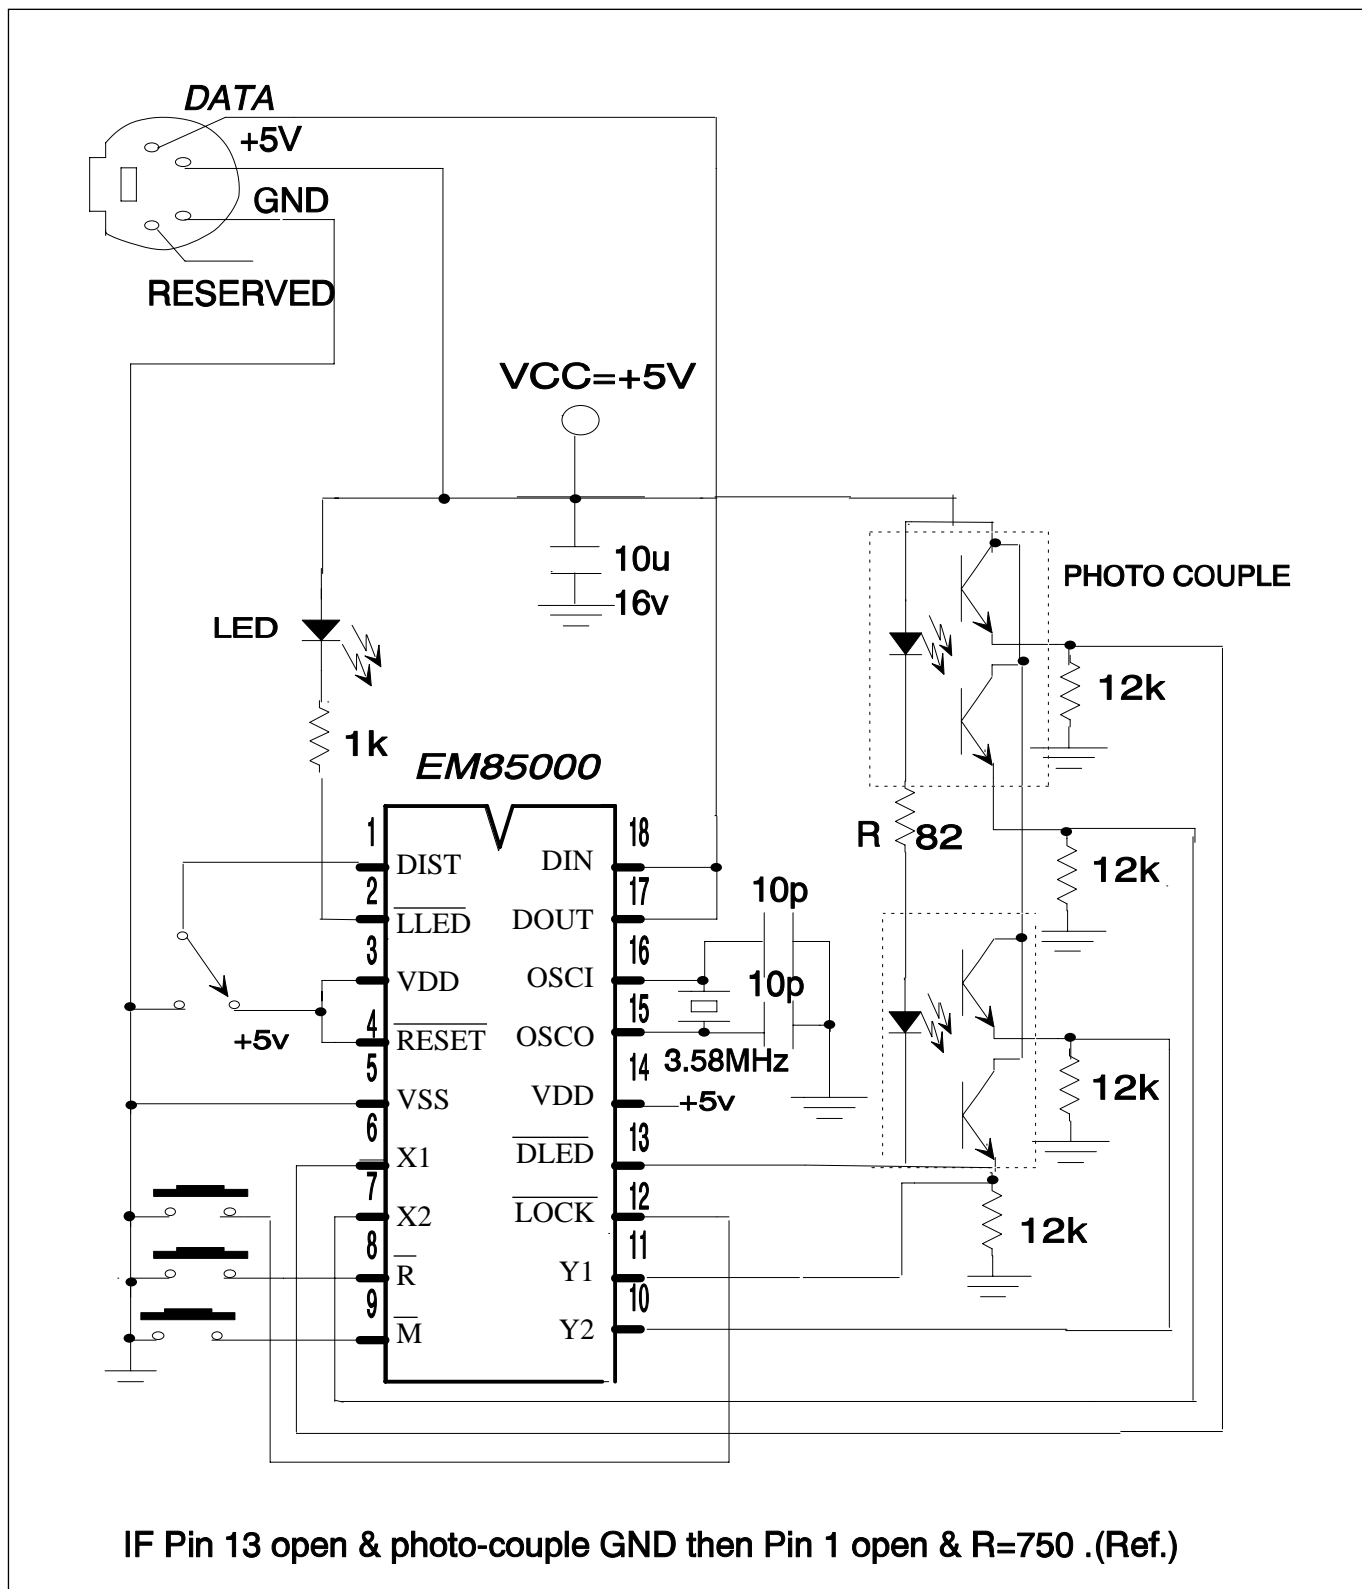 DATA
+5V
GND
RESERVED
VCC=+5V
10u
16v
LED
PHOTO COUPLE
12k
1k
EM85000
R 82
12k
1 DIST
DIN 18
2 LLED
DOUT 17
10p
3 VDD
OSCI 16
10p
4 RESET
OSCO 15
+5v
3.58MHz
12k
5 VSS
VDD 14
+5v
6 X1
DLED 13
7 X2
LOCK 12
12k
8 R
Y1 11
9 M
Y2 10
IF Pin 13 open & photo-couple GND then Pin 1 open & R=750 .(Ref.)